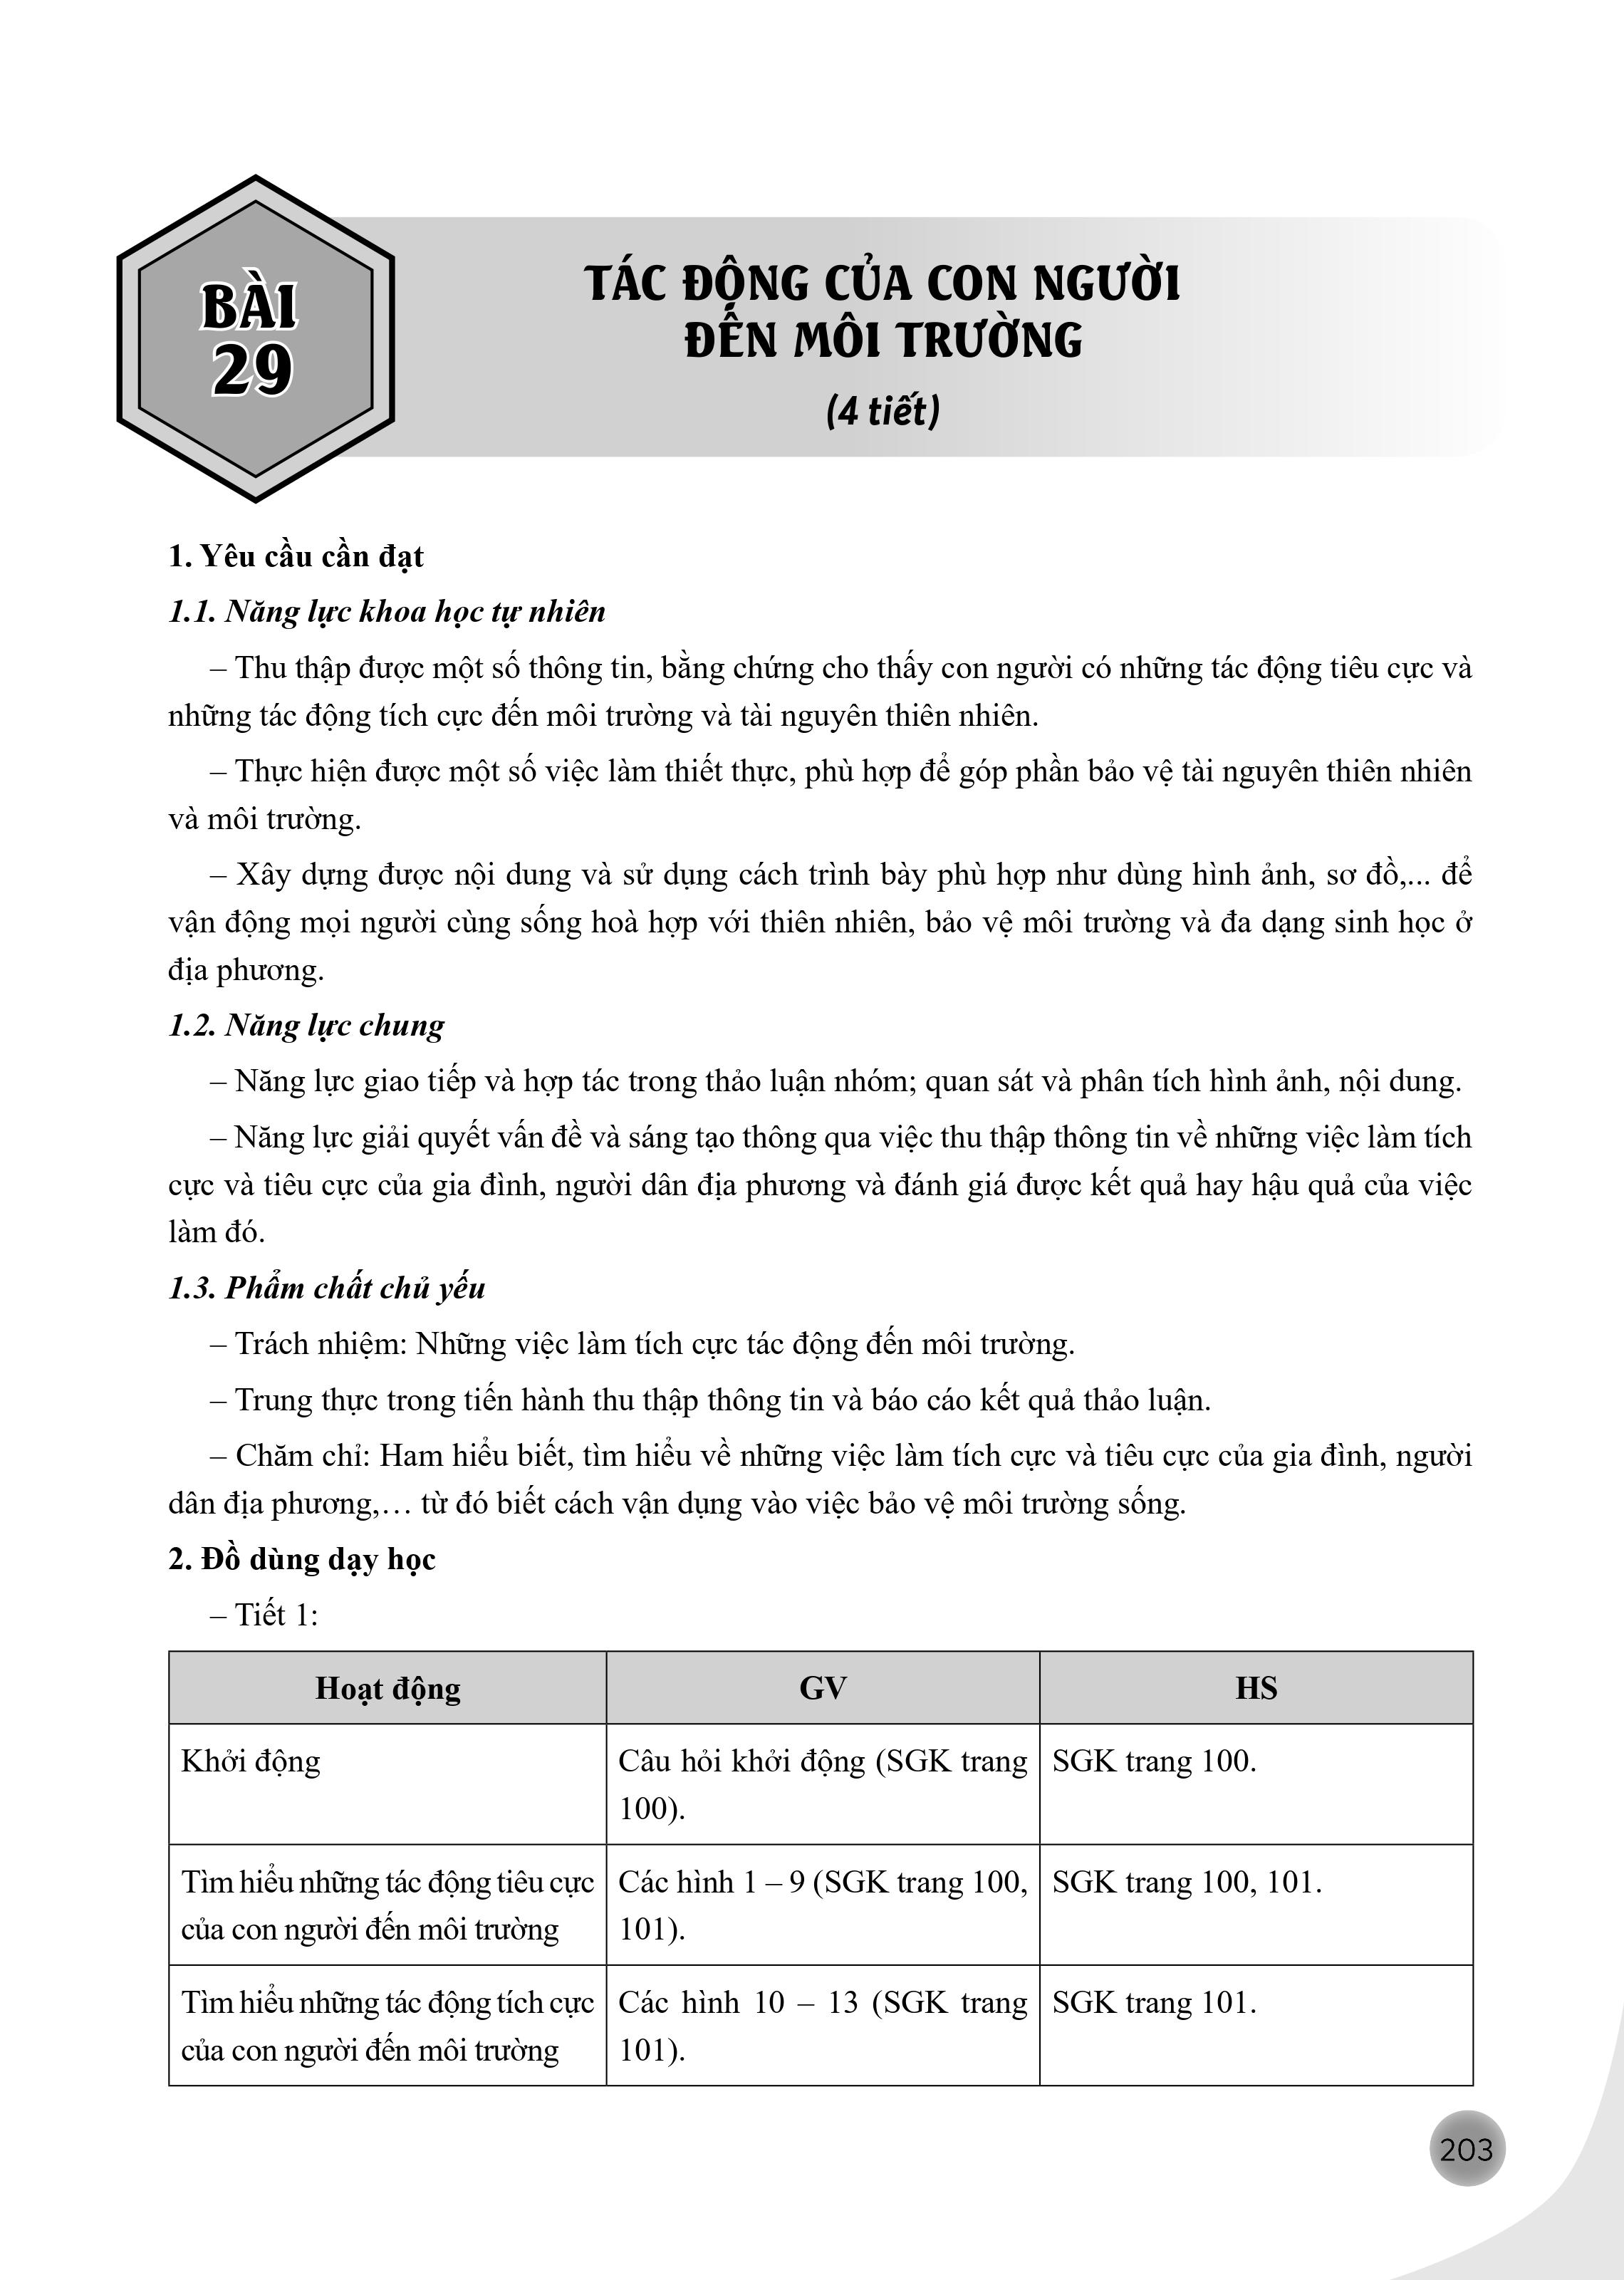 BÀI
29
TÁC ĐỘNG CỦA CON NGƯỜI
ĐẾN MÔI TRƯỜNG
(4 tiết)
1. Yêu cầu cần đạt
1.1. Năng lực khoa học tự nhiên
– Thu thập được một số thông tin, bằng chứng cho thấy con người có những tác động tiêu cực và
những tác động tích cực đến môi trường và tài nguyên thiên nhiên.
– Thực hiện được một số việc làm thiết thực, phù hợp để góp phần bảo vệ tài nguyên thiên nhiên
và môi trường.
– Xây dựng được nội dung và sử dụng cách trình bày phù hợp như dùng hình ảnh, sơ đồ,... để
vận động mọi người cùng sống hoà hợp với thiên nhiên, bảo vệ môi trường và đa dạng sinh học ở
địa phương.
1.2. Năng lực chung
– Năng lực giao tiếp và hợp tác trong thảo luận nhóm; quan sát và phân tích hình ảnh, nội dung.
– Năng lực giải quyết vấn đề và sáng tạo thông qua việc thu thập thông tin về những việc làm tích
cực và tiêu cực của gia đình, người dân địa phương và đánh giá được kết quả hay hậu quả của việc
làm đó.
1.3. Phẩm chất chủ yếu
– Trách nhiệm: Những việc làm tích cực tác động đến môi trường.
– Trung thực trong tiến hành thu thập thông tin và báo cáo kết quả thảo luận.
– Chăm chỉ: Ham hiểu biết, tìm hiểu về những việc làm tích cực và tiêu cực của gia đình, người
dân địa phương,… từ đó biết cách vận dụng vào việc bảo vệ môi trường sống.
2. Đồ dùng dạy học
– Tiết 1:
Hoạt động GV HS
Khởi động Câu hỏi khởi động (SGK trang SGK trang 100.
100).
Tìm hiểu những tác động tiêu cực Các hình 1 – 9 (SGK trang 100, SGK trang 100, 101.
của con người đến môi trường 101).
Tìm hiểu những tác động tích cực Các hình 10 – 13 (SGK trang SGK trang 101.
của con người đến môi trường 101).
203